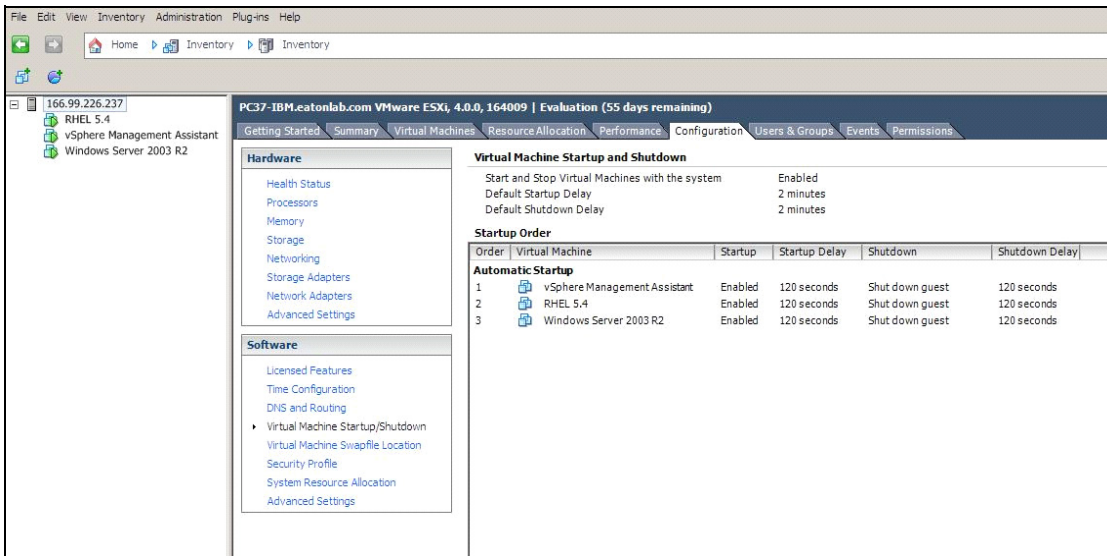 File Edit View Inventory Administration Plug-ins Help
Home Inventory Inventory
166.99.226.237
RHEL 5.4
vSphere Management Assistant
Windows Server 2003 R2
PC37-IBM.eatonlab.com VMware ESXi, 4.0.0, 164009 | Evaluation (55 days remaining)
Getting Started Summary Virtual Machines Resource Allocation Performance Configuration Users & Groups Events Permissions
Hardware
Health Status
Processors
Memory
Storage
Networking
Storage Adapters
Network Adapters
Advanced Settings
Software
Licensed Features
Time Configuration
DNS and Routing
Virtual Machine Startup/Shutdown
Virtual Machine Swapfile Location
Security Profile
System Resource Allocation
Advanced Settings
Virtual Machine Startup and Shutdown
Start and Stop Virtual Machines with the system Enabled
Default Startup Delay 2 minutes
Default Shutdown Delay 2 minutes
Startup Order
Order Virtual Machine Startup Startup Delay Shutdown Shutdown Delay
Automatic Startup
1 vSphere Management Assistant Enabled 120 seconds Shut down guest 120 seconds
2 RHEL 5.4 Enabled 120 seconds Shut down guest 120 seconds
3 Windows Server 2003 R2 Enabled 120 seconds Shut down guest 120 seconds